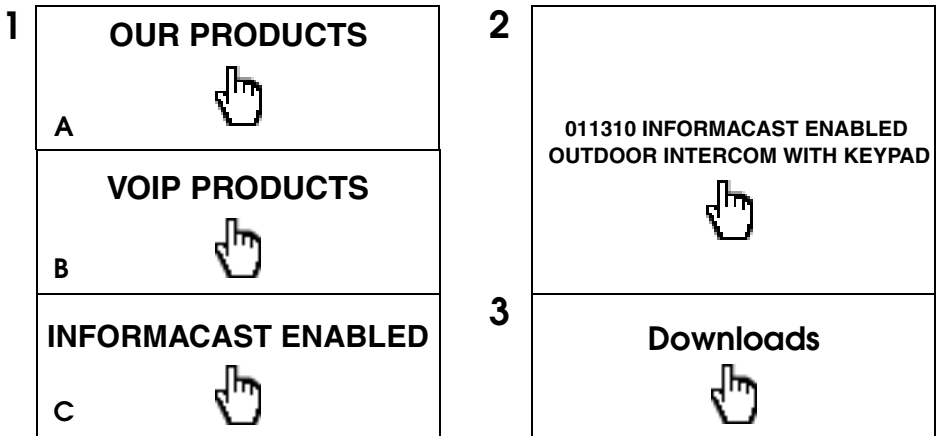 1
OUR PRODUCTS
A
VOIP PRODUCTS
B
INFORMACAST ENABLED
C
2
011310 INFORMACAST ENABLED
OUTDOOR INTERCOM WITH KEYPAD
3
Downloads